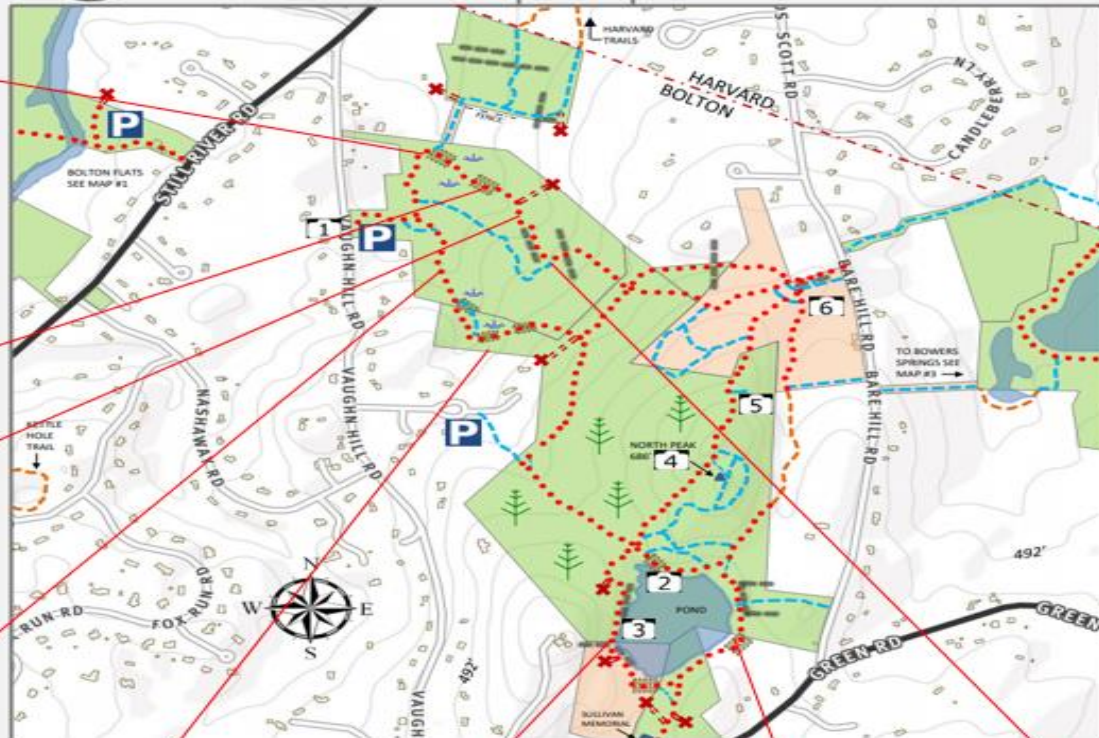 HARVARD
TRAILS
OS SCOTT RD
HARVARD
BOLTON
CANDLEBERRY LN
P
STILL RIVER RD
BOLTON FLATS
SEE MAP #1
1
P
VAUGHN HILL RD
BARE HILL RD
6
TO BOWERS
SPRINGS SEE
MAP #3
NASHAWAY RD
VAUGHN HILL RD
BARE HILL RD
5
KETTLE
HOLE
TRAIL
P
NORTH PEAK
686'
4
492'
N
W
E
S
FOX RUN RD
RUN RD
2
POND
3
GREEN
GREEN RD
492'
VAUGH
SULLIVAN
MEMORIAL